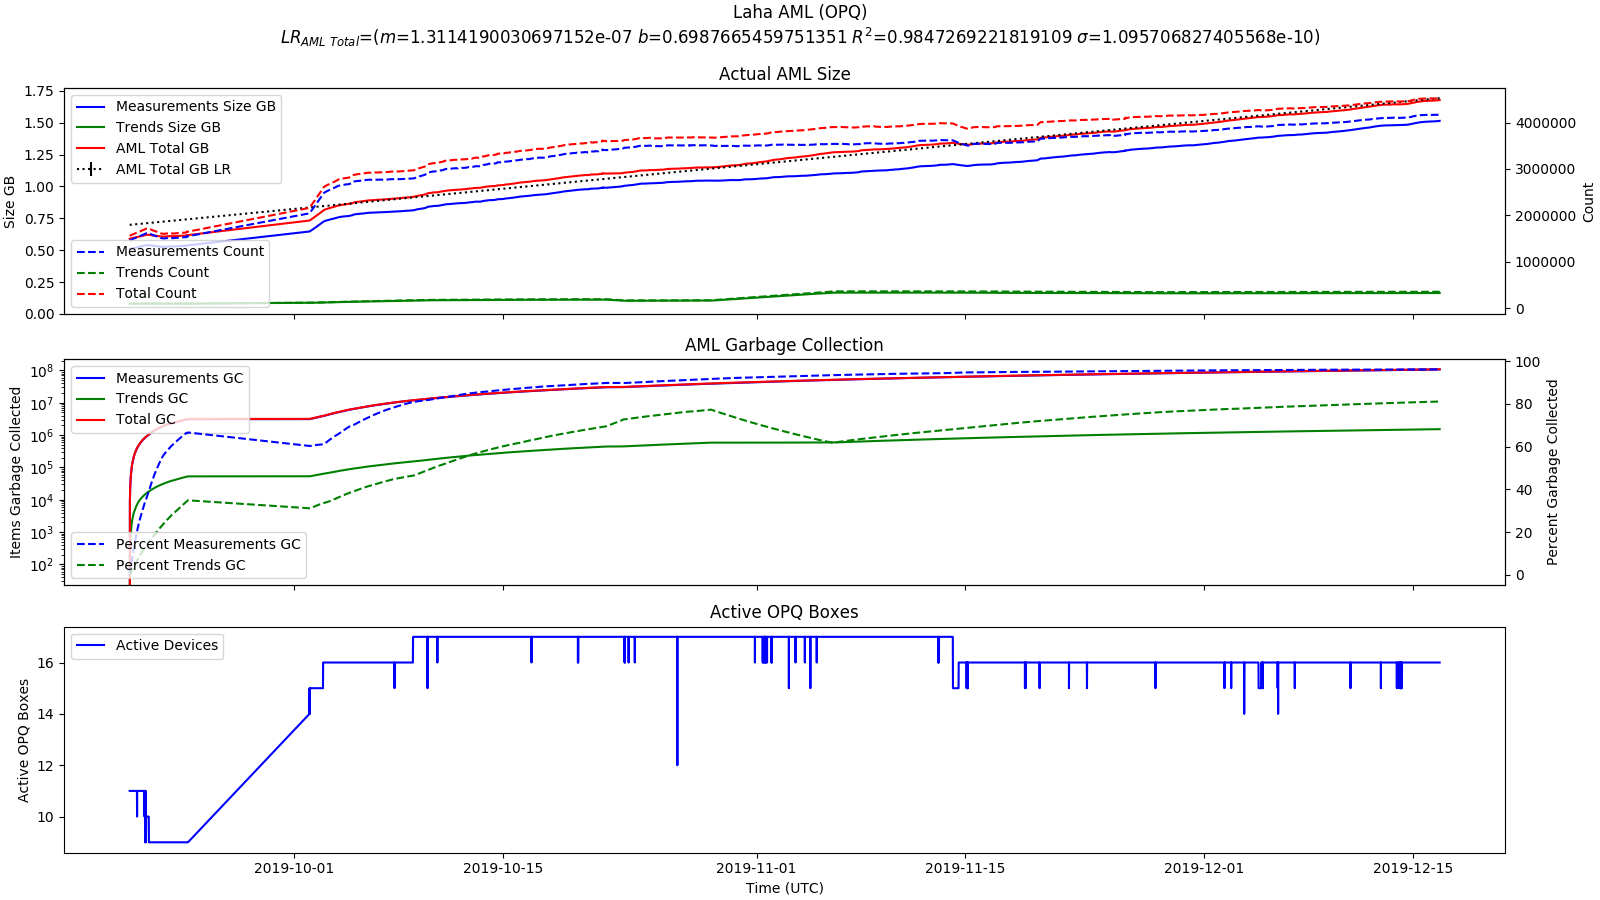 Laha AML (OPQ)
LR_AML Total=(m=1.3114190030697152e-07 b=0.6987665459751351 R²=0.9847269221819109 σ=1.095706827405568e-10)
Actual AML Size
1.75
1.50
1.25
1.00
0.75
0.50
0.25
0.00
Size GB
Measurements Size GB
Trends Size GB
AML Total GB
AML Total GB LR
Measurements Count
Trends Count
Total Count
4000000
3000000
2000000
1000000
0
Count
AML Garbage Collection
10⁸
10⁷
10⁶
10⁵
10⁴
10³
10²
Items Garbage Collected
Measurements GC
Trends GC
Total GC
Percent Measurements GC
Percent Trends GC
100
80
60
40
20
0
Percent Garbage Collected
Active OPQ Boxes
16
14
12
10
Active OPQ Boxes
Active Devices
2019-10-01 2019-10-15 2019-11-01 2019-11-15 2019-12-01 2019-12-15
Time (UTC)